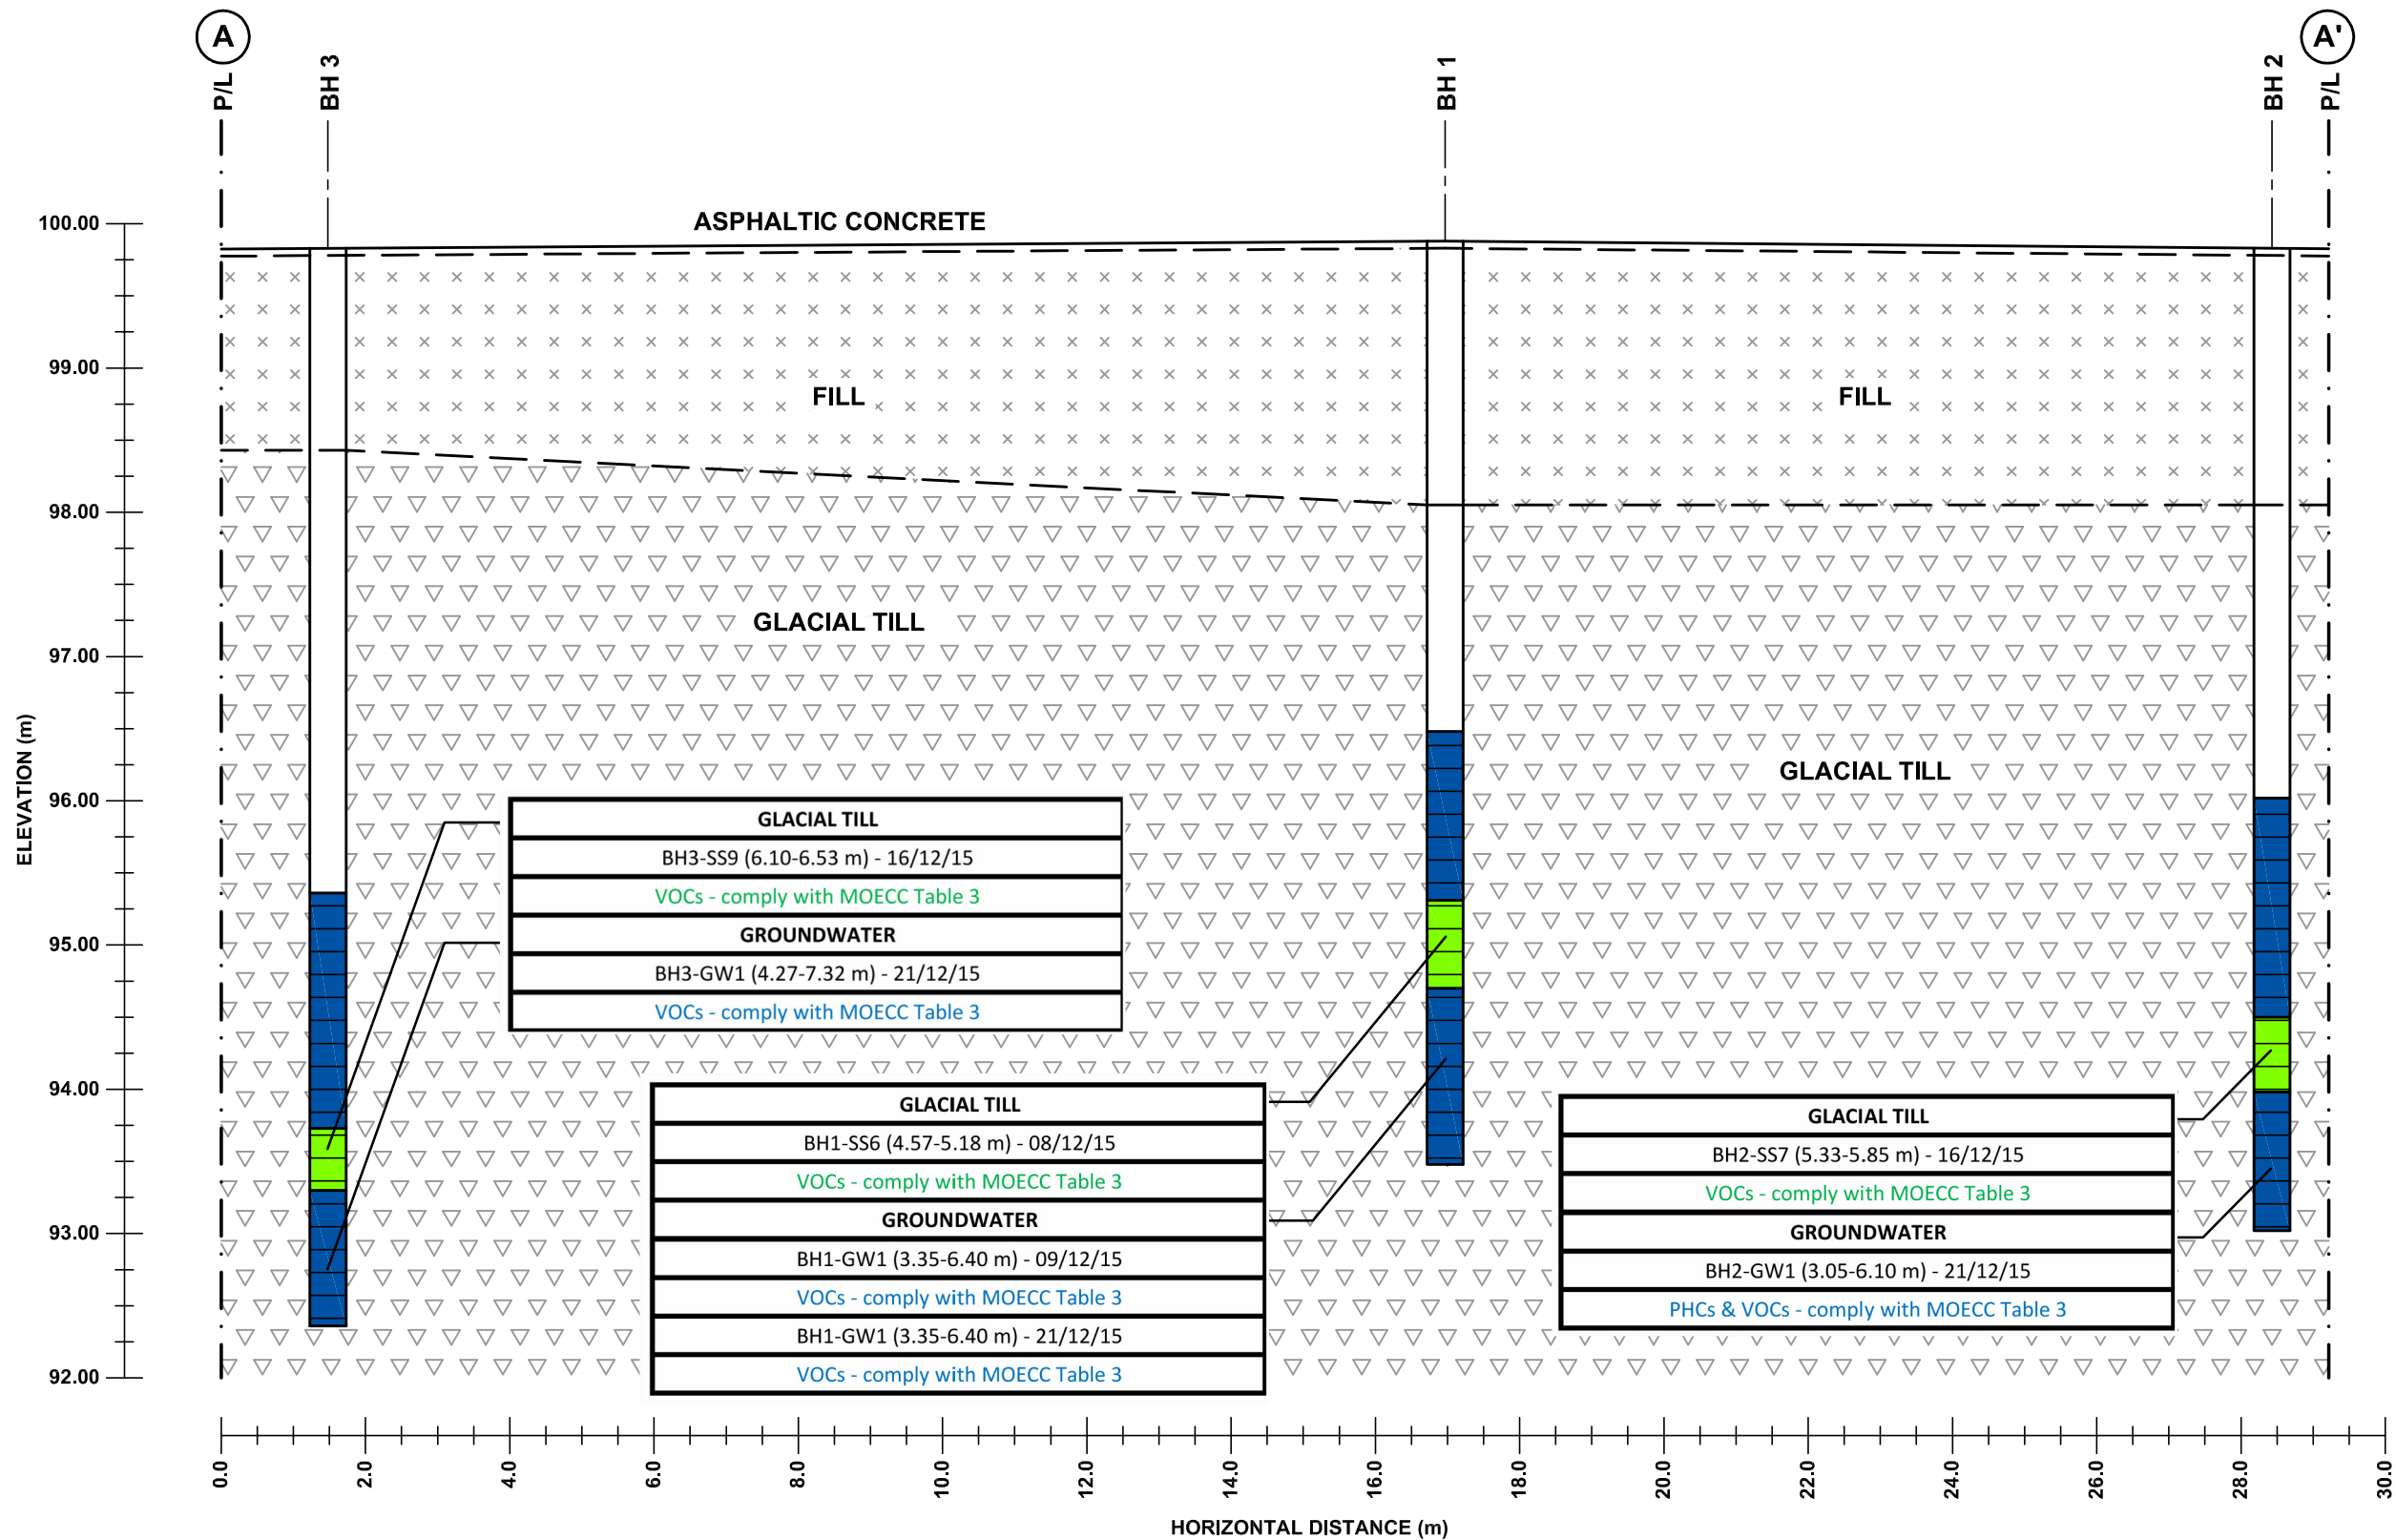 A
A'
P/L
BH 3
BH 1
BH 2
P/L
100.00
99.00
98.00
97.00
96.00
95.00
94.00
93.00
92.00
ELEVATION (m)
ASPHALTIC CONCRETE
FILL
FILL
GLACIAL TILL
GLACIAL TILL
GLACIAL TILL
BH3-SS9 (6.10-6.53 m) - 16/12/15
VOCs - comply with MOECC Table 3
GROUNDWATER
BH3-GW1 (4.27-7.32 m) - 21/12/15
VOCs - comply with MOECC Table 3
GLACIAL TILL
BH1-SS6 (4.57-5.18 m) - 08/12/15
VOCs - comply with MOECC Table 3
GROUNDWATER
BH1-GW1 (3.35-6.40 m) - 09/12/15
VOCs - comply with MOECC Table 3
BH1-GW1 (3.35-6.40 m) - 21/12/15
VOCs - comply with MOECC Table 3
GLACIAL TILL
BH2-SS7 (5.33-5.85 m) - 16/12/15
VOCs - comply with MOECC Table 3
GROUNDWATER
BH2-GW1 (3.05-6.10 m) - 21/12/15
PHCs & VOCs - comply with MOECC Table 3
0.0
2.0
4.0
6.0
8.0
10.0
12.0
14.0
16.0
18.0
20.0
22.0
24.0
26.0
28.0
30.0
HORIZONTAL DISTANCE (m)